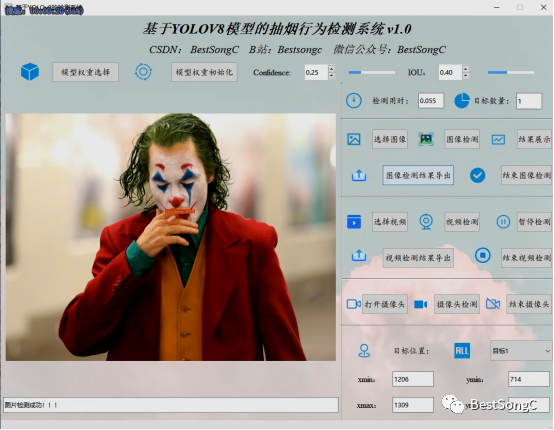 基于YOLOV8模型的抽烟行为检测系统 v1.0
CSDN： BestSongC B站：Bestsongc 微信公众号：BestSongC
模型权重选择 模型权重初始化 Confidence: 0.25 IOU： 0.40
检测用时： 0.055 目标数量： 1
选择图像 图像检测 结果展示
图像检测结果导出 结束图像检测
选择视频 视频检测 暂停检测
视频检测结果导出 结束视频检测
打开摄像头 摄像头检测 结束摄像头
目标位置： ALL 目标1
xmin： 1206 ymin： 714
xmax： 1309
图片检测成功！！！
BestSongC